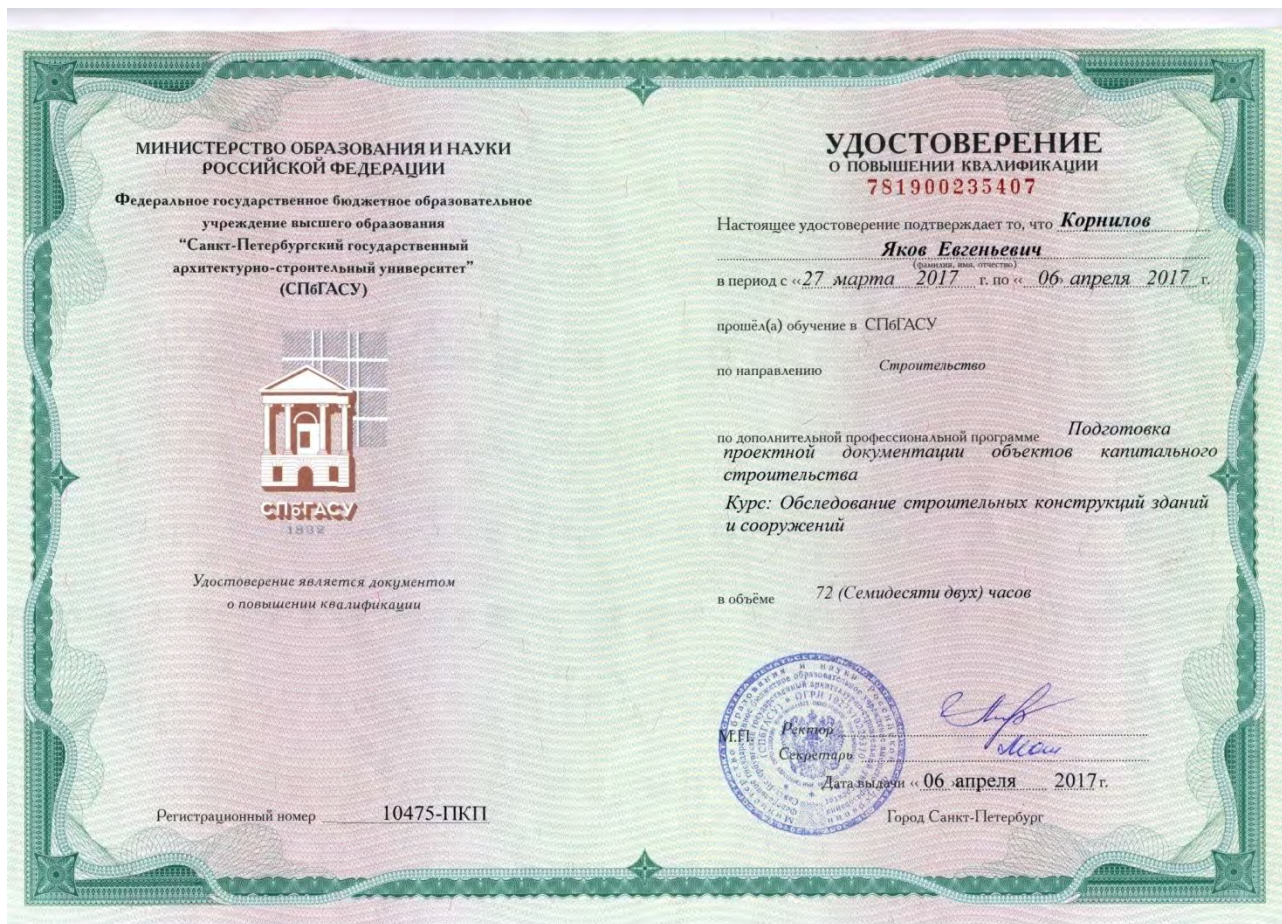 МИНИСТЕРСТВО ОБРАЗОВАНИЯ И НАУКИ
РОССИЙСКОЙ ФЕДЕРАЦИИ
Федеральное государственное бюджетное образовательное
учреждение высшего образования
“Санкт-Петербургский государственный
архитектурно-строительный университет”
(СПбГАСУ)
СПбГАСУ
1832
Удостоверение является документом
о повышении квалификации
Регистрационный номер 10475-ПКП
УДОСТОВЕРЕНИЕ
О ПОВЫШЕНИИ КВАЛИФИКАЦИИ
781900235407
Настоящее удостоверение подтверждает то, что Корнилов
Яков Евгеньевич
(фамилия, имя, отчество)
в период с «27 марта 2017 г. по « 06» апреля 2017 г.
прошёл(а) обучение в СПбГАСУ
по направлению Строительство
по дополнительной профессиональной программе Подготовка
проектной документации объектов капитального
строительства
Курс: Обследование строительных конструкций зданий
и сооружений
в объёме 72 (Семидесяти двух) часов
М.П. Ректор
Секретарь
Дата выдачи « 06 » апреля 2017 г.
Город Санкт-Петербург